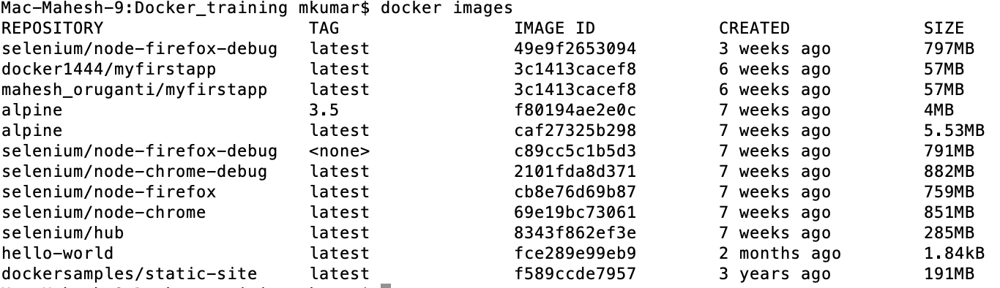 Mac-Mahesh-9:Docker_training mkumar$ docker images
REPOSITORY TAG IMAGE ID CREATED SIZE
selenium/node-firefox-debug latest 49e9f2653094 3 weeks ago 797MB
docker1444/myfirstapp latest 3c1413cacef8 6 weeks ago 57MB
mahesh_oruganti/myfirstapp latest 3c1413cacef8 6 weeks ago 57MB
alpine 3.5 f80194ae2e0c 7 weeks ago 4MB
alpine latest caf27325b298 7 weeks ago 5.53MB
selenium/node-firefox-debug <none> c89cc5c1b5d3 7 weeks ago 791MB
selenium/node-chrome-debug latest 2101fda8d371 7 weeks ago 882MB
selenium/node-firefox latest cb8e76d69b87 7 weeks ago 759MB
selenium/node-chrome latest 69e19bc73061 7 weeks ago 851MB
selenium/hub latest 8343f862ef3e 7 weeks ago 285MB
hello-world latest fce289e99eb9 2 months ago 1.84kB
dockersamples/static-site latest f589ccde7957 3 years ago 191MB